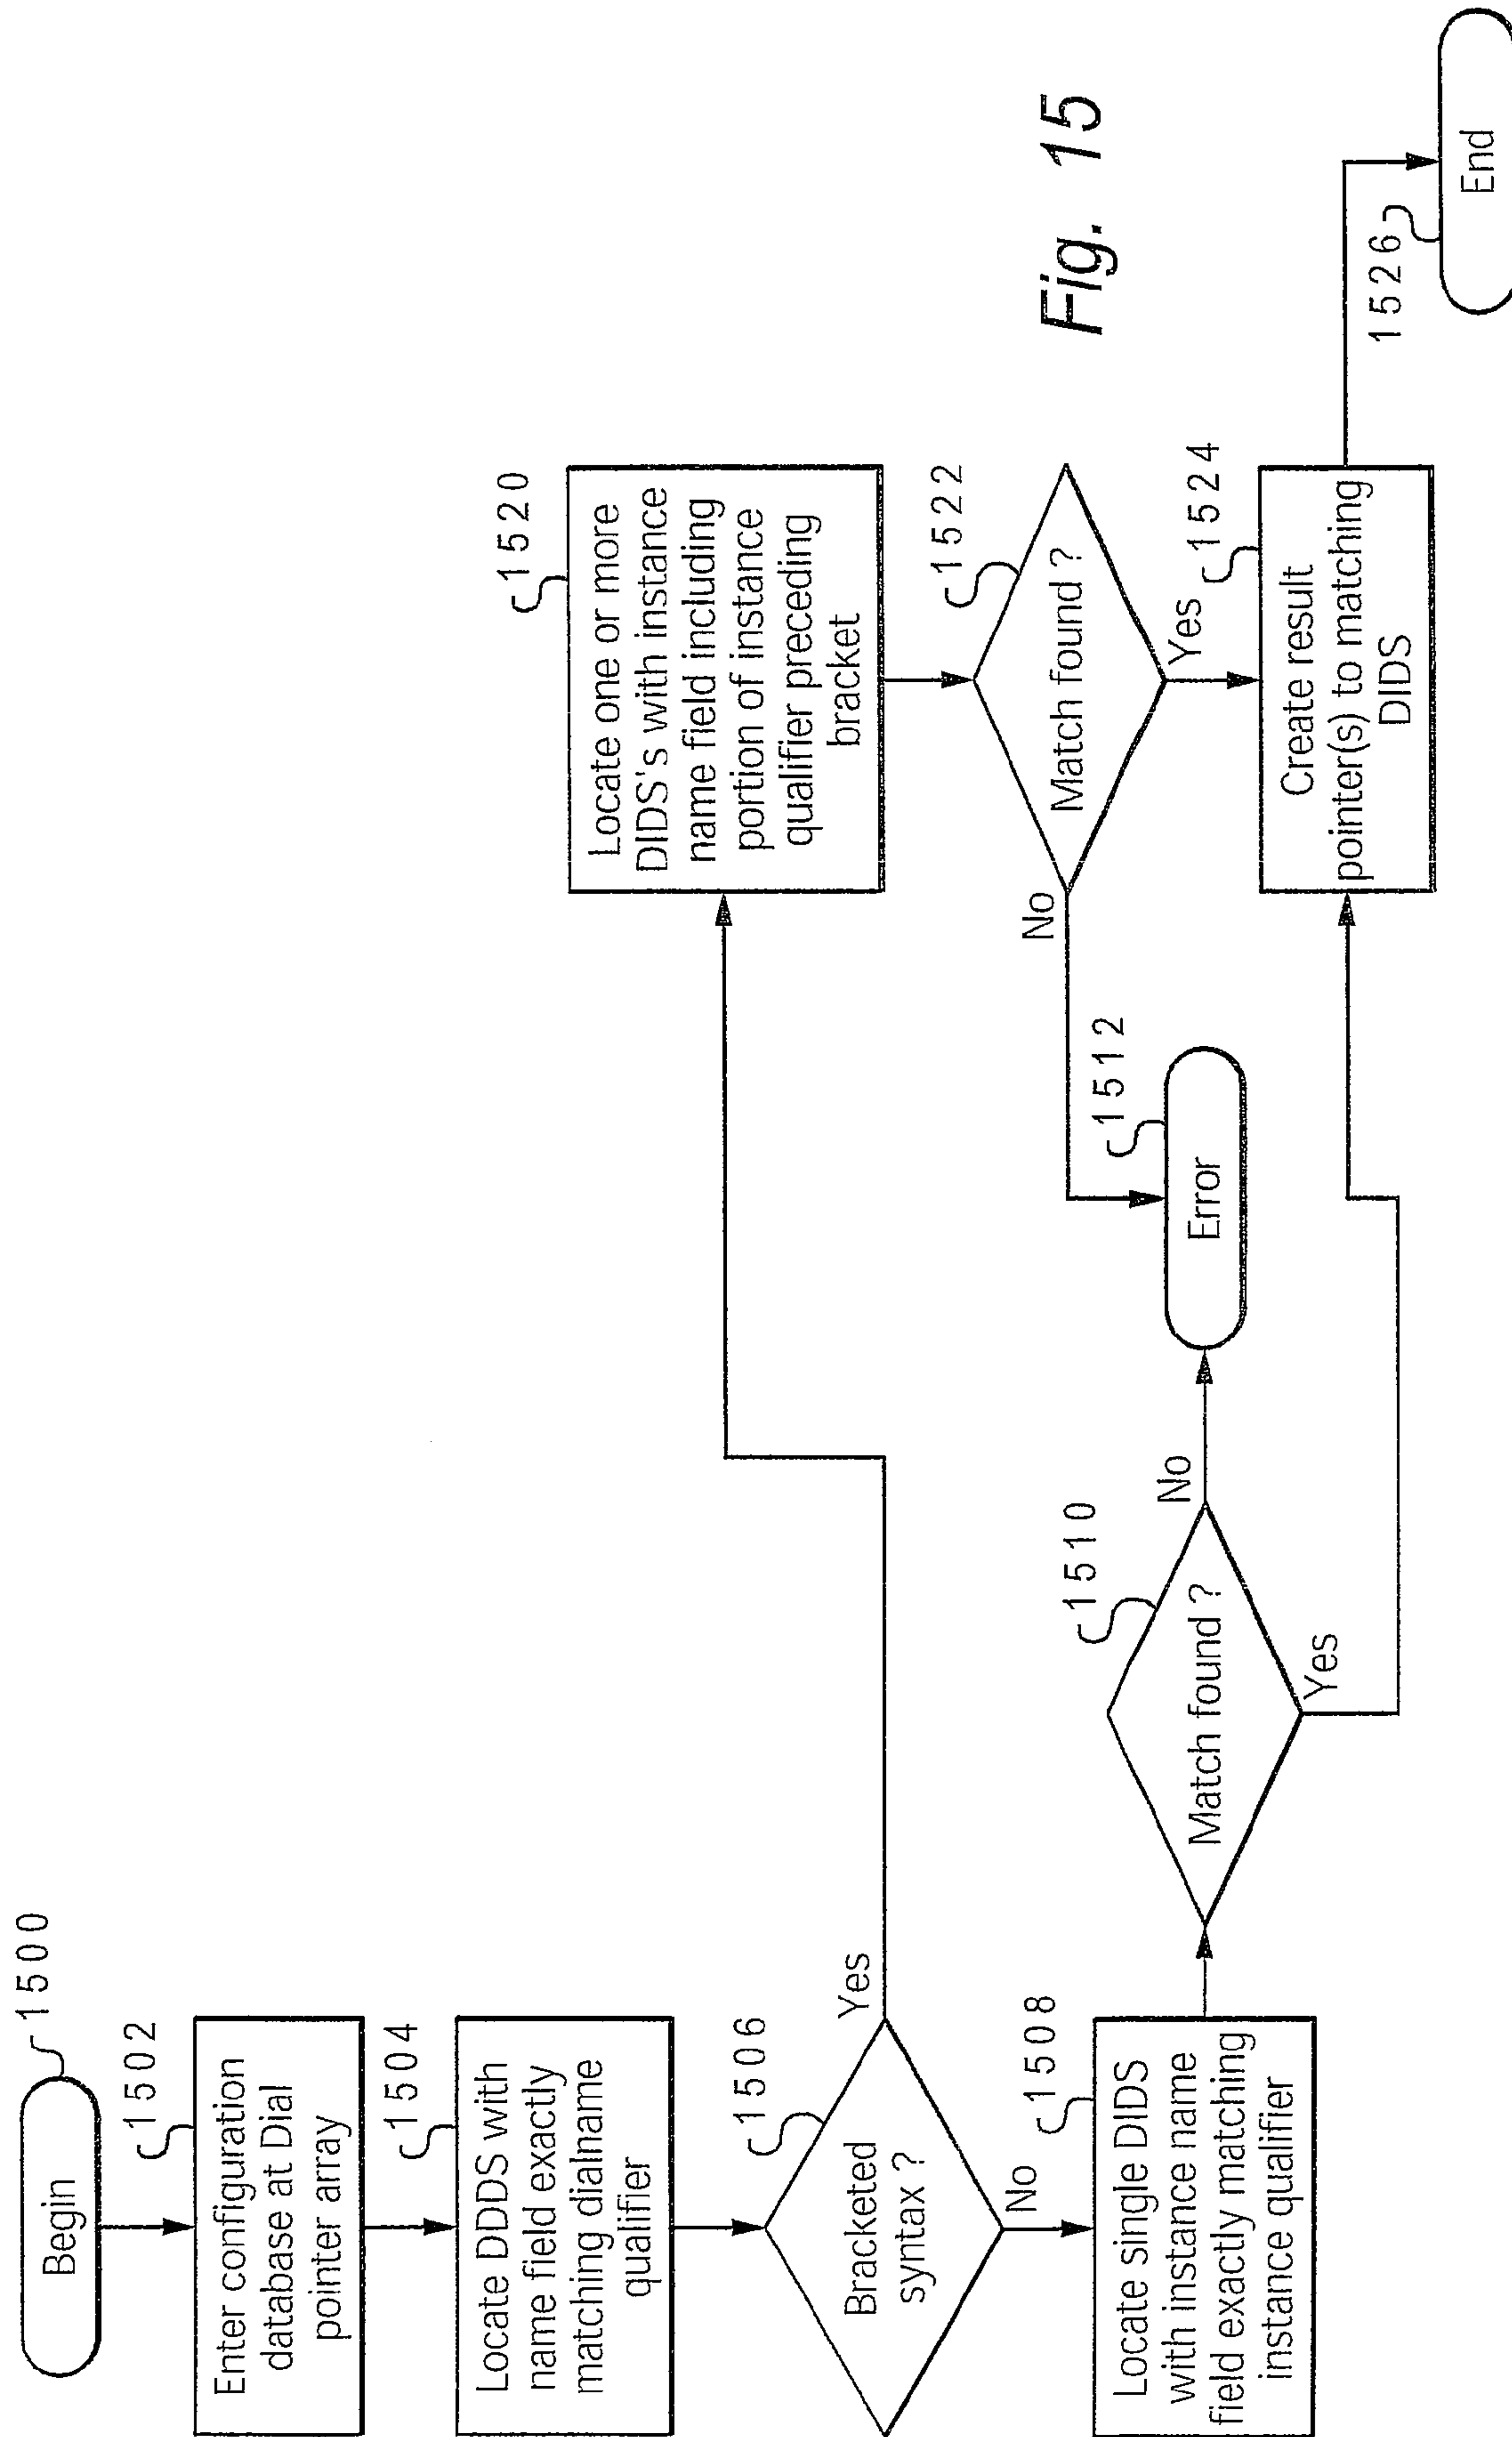 Begin
1500
1502
Enter configuration
database at Dial
pointer array
1504
Locate DDDS with
name field exactly
matching dialname
qualifier
1506
Bracketed
syntax ?
Yes
No
1508
Locate single DIDS
with instance name
field exactly matching
instance qualifier
1510
Match found ?
No
Yes
1512
Error
1520
Locate one or more
DIDS's with instance
name field including
portion of instance
qualifier preceding
bracket
1522
Match found ?
No
Yes
1524
Create result
pointer(s) to matching
DIDS
1526
End
Fig. 15